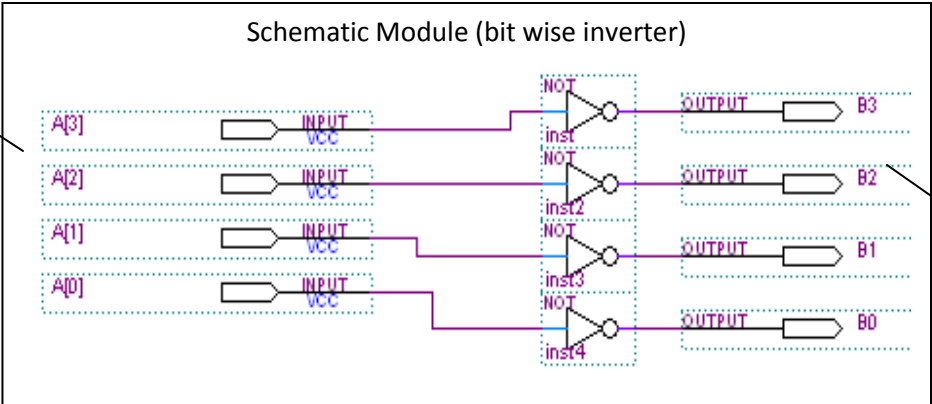 Schematic Module (bit wise inverter)
NOT
A[3] INPUT OUTPUT B3
VCC
inst
NOT
A[2] INPUT OUTPUT B2
VCC
inst2
NOT
A[1] INPUT OUTPUT B1
VCC
inst3
A[0] INPUT
VCC
NOT
OUTPUT B0
inst4